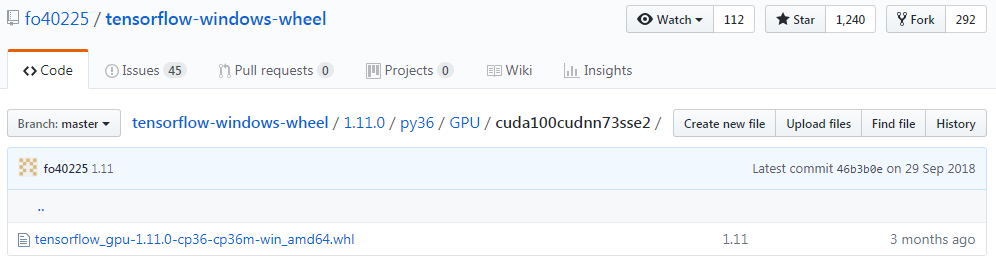 fo40225 / tensorflow-windows-wheel Watch 112 Star 1,240 Fork 292
Code Issues 45 Pull requests 0 Projects 0 Wiki Insights
Branch: master tensorflow-windows-wheel / 1.11.0 / py36 / GPU / cuda100cudnn73sse2 / Create new file Upload files Find file History
fo40225 1.11 Latest commit 46b3b0e on 29 Sep 2018
..
tensorflow_gpu-1.11.0-cp36-cp36m-win_amd64.whl 1.11 3 months ago